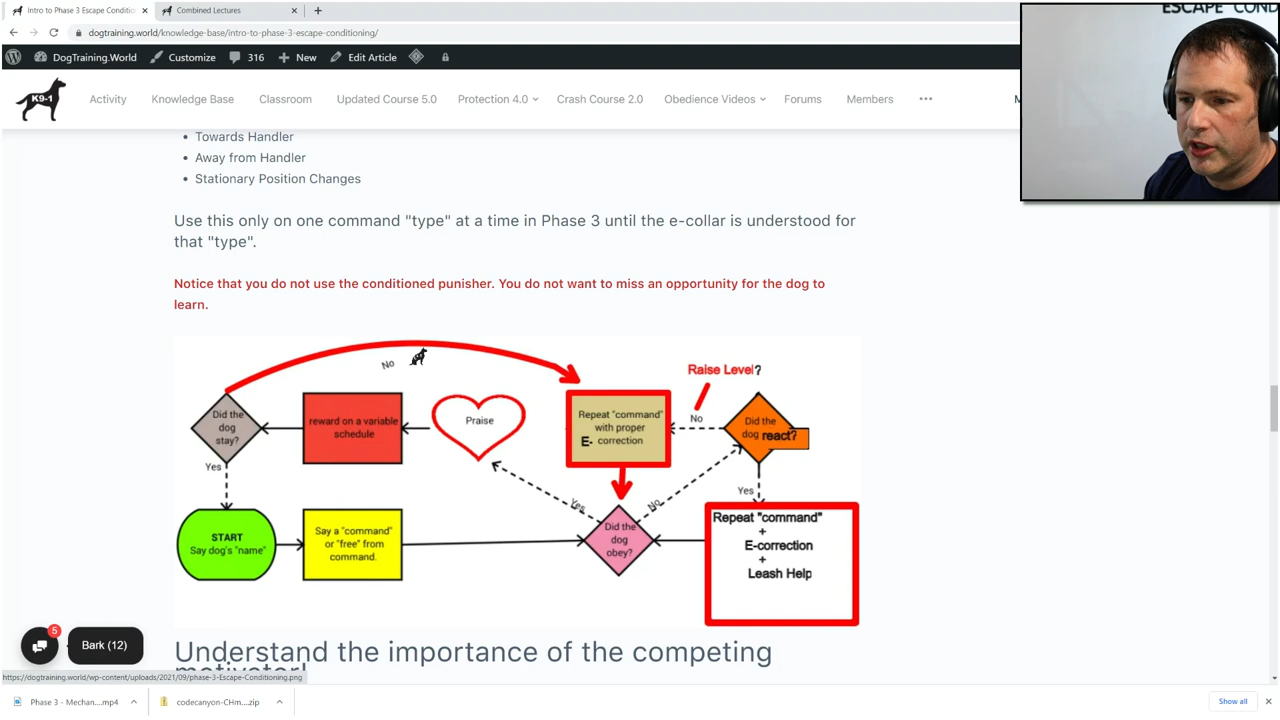 Intro to Phase 3 Escape Conditio
Combined Lectures
ESCAPE COND
dogtraining.world/knowledge-base/intro-to-phase-3-escape-conditioning/
DogTraining.World
Customize
316
New
Edit Article
K9-1
Activity
Knowledge Base
Classroom
Updated Course 5.0
Protection 4.0
Crash Course 2.0
Obedience Videos
Forums
Members
M
Towards Handler
Away from Handler
Stationary Position Changes
Use this only on one command "type" at a time in Phase 3 until the e-collar is understood for
that "type".
Notice that you do not use the conditioned punisher. You do not want to miss an opportunity for the dog to
learn.
No
Raise Level?
Did the
dog
stay?
reward on a variable
schedule
Praise
Repeat "command"
with proper
E- correction
No
Did the
dog react?
Yes
Yes
No
Yes
START
Say dog's "name"
Say a "command"
or "free" from
command.
Did the
dog
obey?
Repeat "command"
+
E-correction
+
Leash Help
5
Bark (12)
Understand the importance of the competing
motivator!
https://dogtraining.world/wp-content/uploads/2021/09/phase-3-Escape-Conditioning.png
Phase 3 - Mechan....mp4
codecanyon-CHm....zip
Show all